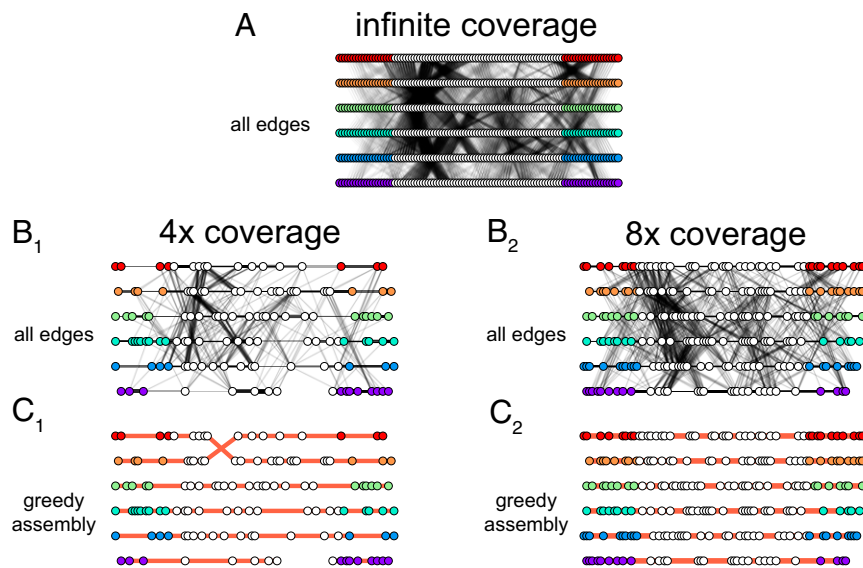 A
infinite coverage
all edges
B1
4x coverage
B2
8x coverage
all edges
all edges
C1
C2
greedy
assembly
greedy
assembly